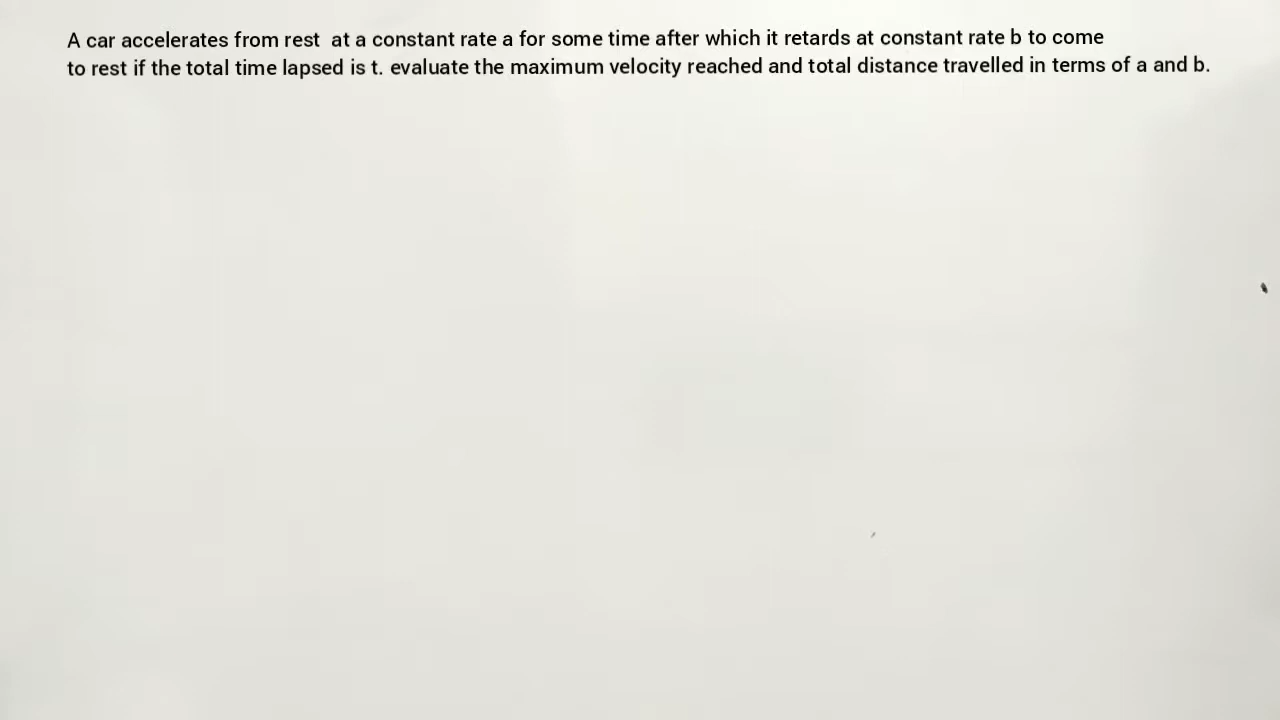 A car accelerates from rest  at a constant rate a for some time after which it retards at constant rate b to come
to rest if the total time lapsed is t. evaluate the maximum velocity reached and total distance travelled in terms of a and b.